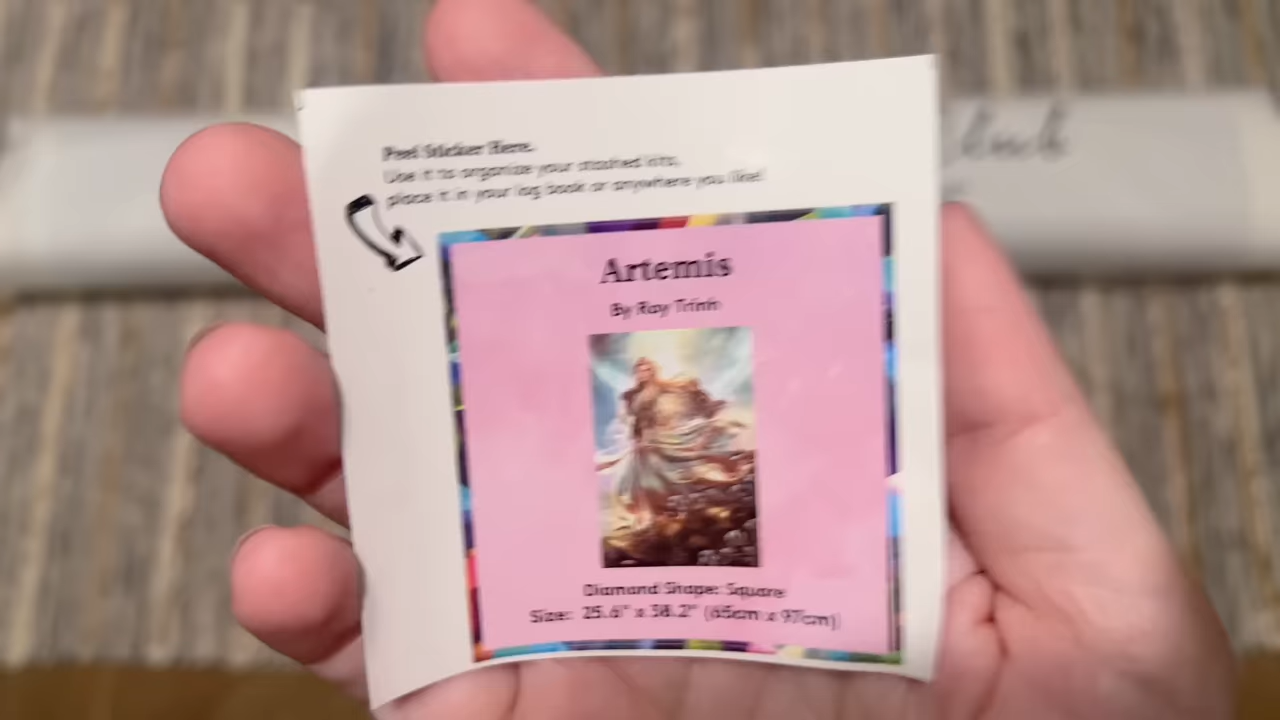 Peel Sticker Here.
Use it to organize your stashed kits,
place it in your log book or anywhere you like!
Artemis
By Ray Trinh
Diamond Shape: Square
Size: 25.6" x 38.2" (65cm x 97cm)